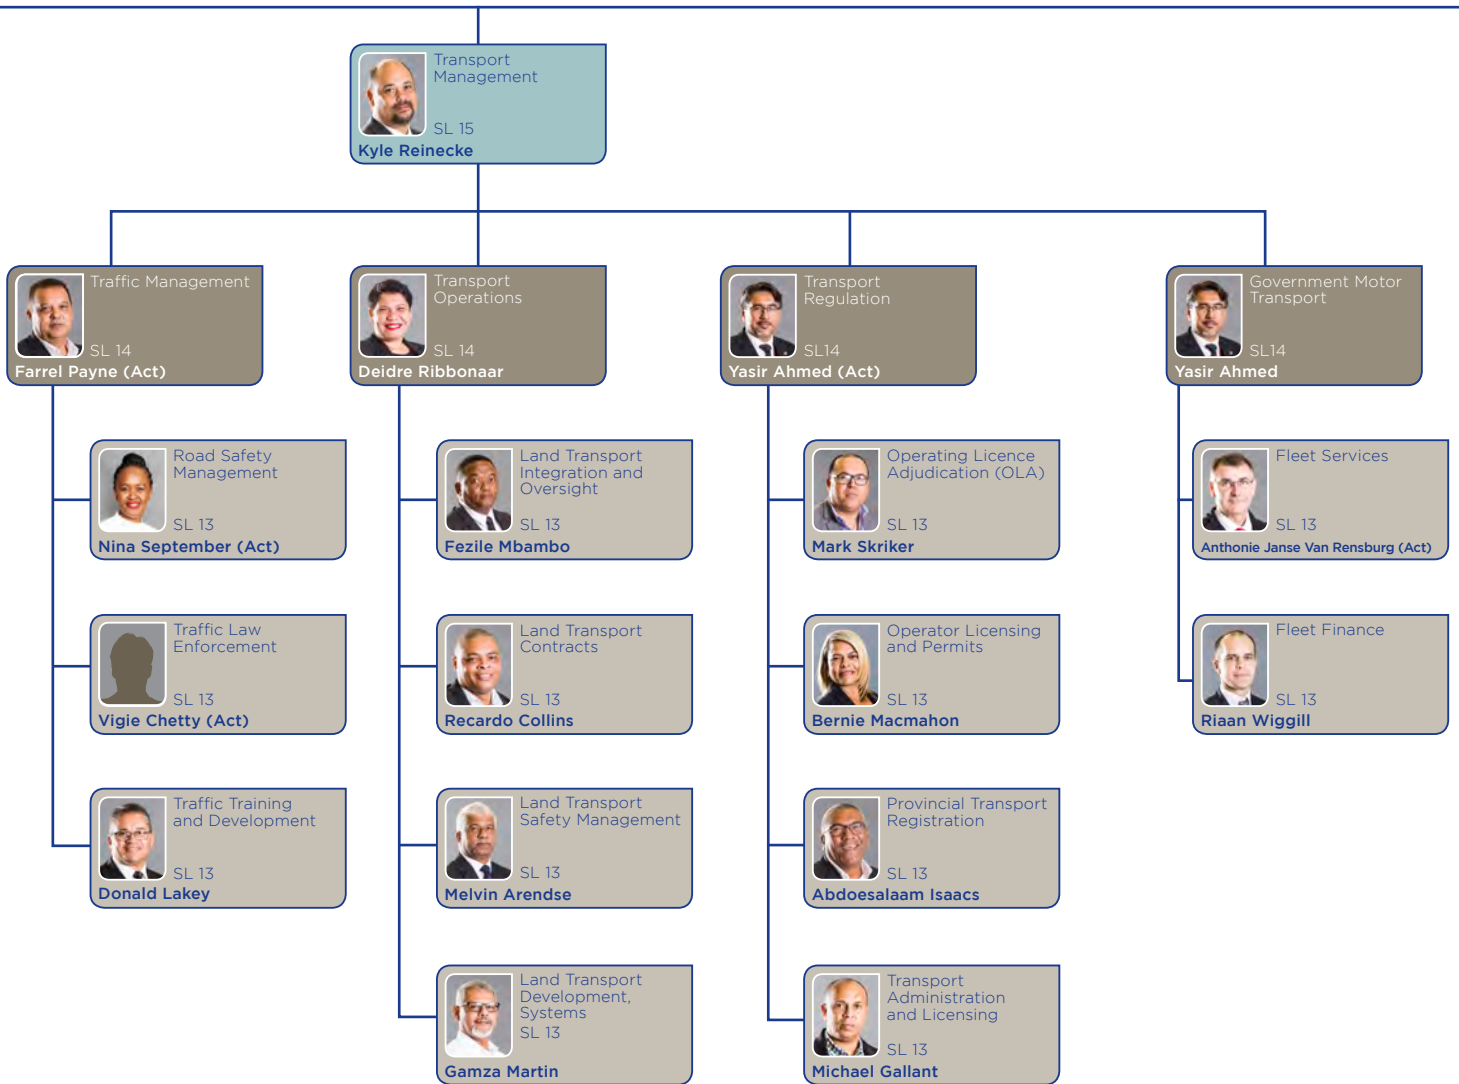 Transport
Management
SL 15
Kyle Reinecke
Traffic Management
SL 14
Farrel Payne (Act)
Transport
Operations
SL 14
Deidre Ribbonaar
Transport
Regulation
SL14
Yasir Ahmed (Act)
Government Motor
Transport
SL14
Yasir Ahmed
Road Safety
Management
SL 13
Nina September (Act)
Land Transport
Integration and
Oversight
SL 13
Fezile Mbambo
Operating Licence
Adjudication (OLA)
SL 13
Mark Skriker
Fleet Services
SL 13
Anthonie Janse Van Rensburg (Act)
Traffic Law
Enforcement
SL 13
Vigie Chetty (Act)
Land Transport
Contracts
SL 13
Recardo Collins
Operator Licensing
and Permits
SL 13
Bernie Macmahon
Fleet Finance
SL 13
Riaan Wiggill
Traffic Training
and Development
SL 13
Donald Lakey
Land Transport
Safety Management
SL 13
Melvin Arendse
Provincial Transport
Registration
SL 13
Abdoesalaam Isaacs
Land Transport
Development,
Systems
SL 13
Gamza Martin
Transport
Administration
and Licensing
SL 13
Michael Gallant